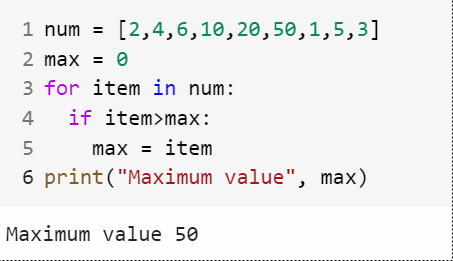 1 num = [2,4,6,10,20,50,1,5,3]
2 max = 0
3 for item in num:
4   if item>max:
5     max = item
6 print("Maximum value", max)
Maximum value 50